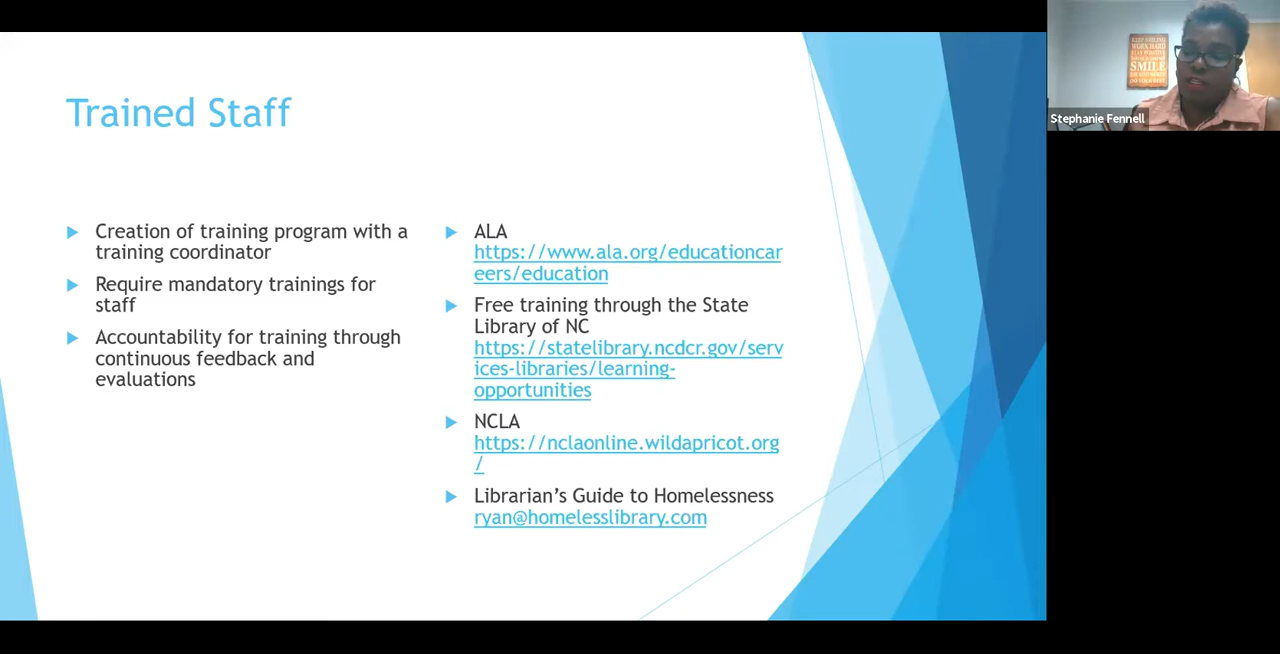 Trained Staff
Creation of training program with a
training coordinator
Require mandatory trainings for
staff
Accountability for training through
continuous feedback and
evaluations
ALA
https://www.ala.org/educationcar
eers/education
Free training through the State
Library of NC
https://statelibrary.ncdcr.gov/serv
ices-libraries/learning-
opportunities
NCLA
https://nclaonline.wildapricot.org
/
Librarian's Guide to Homelessness
ryan@homelesslibrary.com
WORK HARD
SMILE
Stephanie Fennell